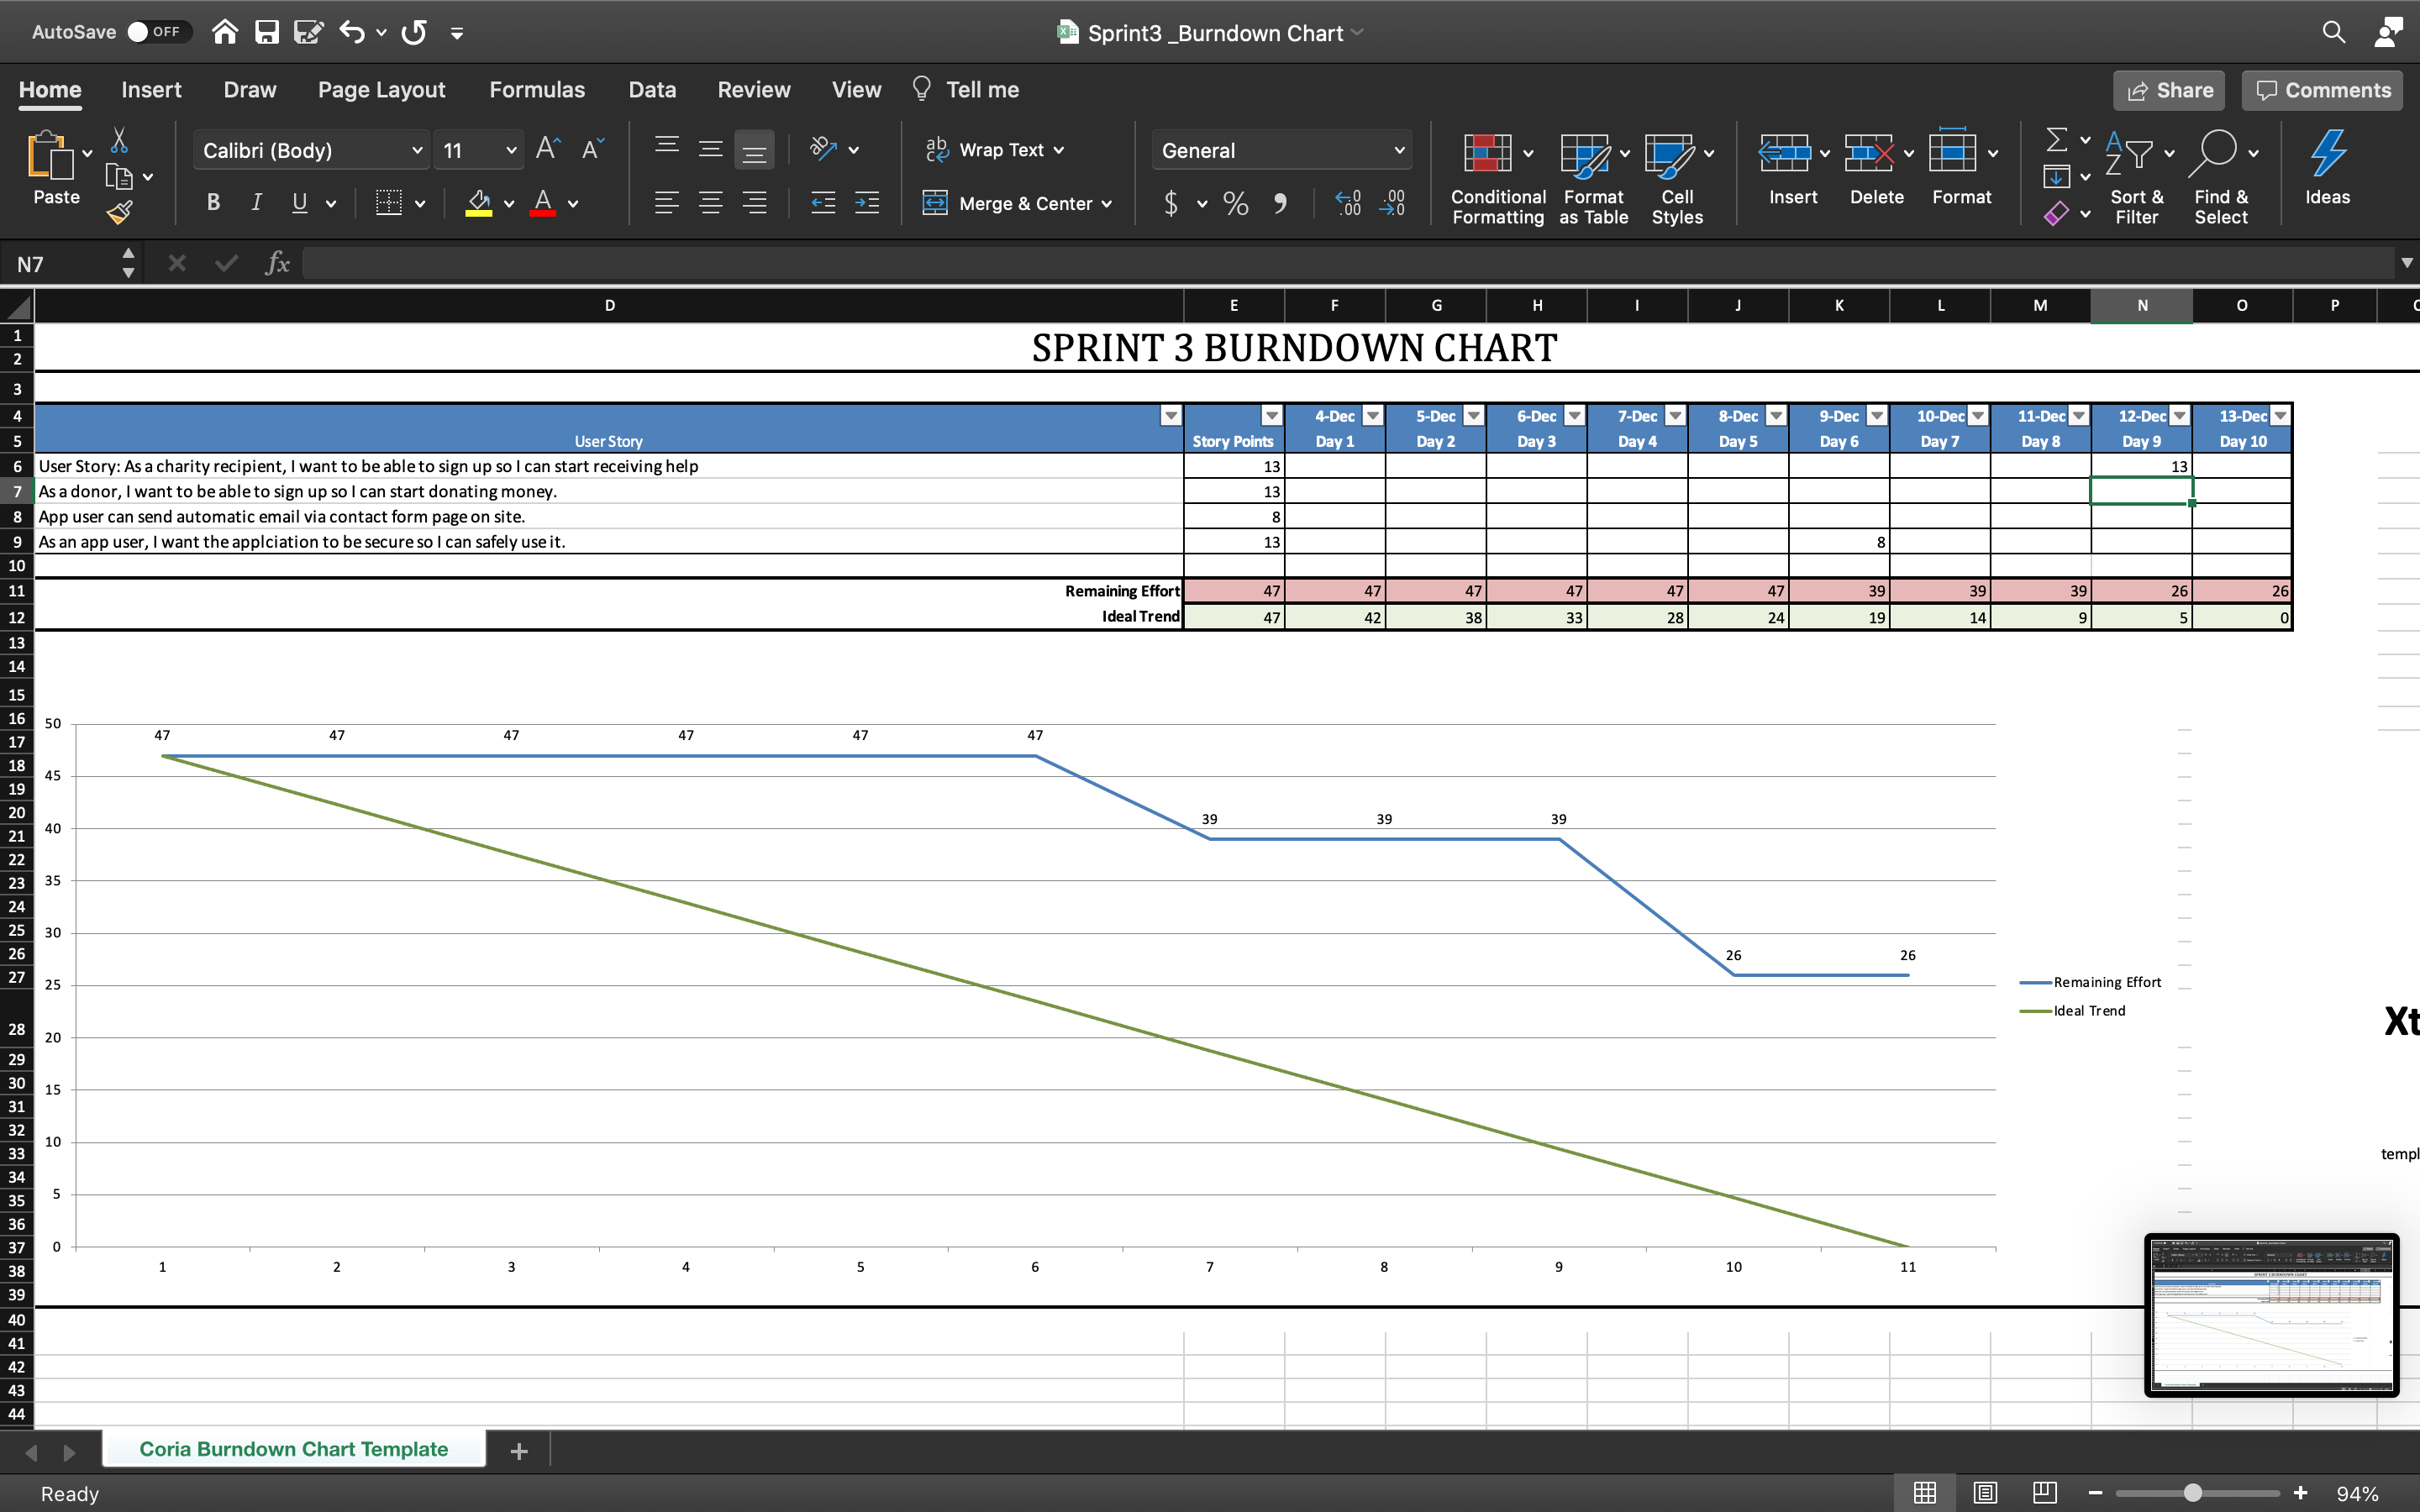 AutoSave OFF Sprint3 _Burndown Chart
Home Insert Draw Page Layout Formulas Data Review View Tell me Share Comments
Paste Calibri (Body) 11 Wrap Text General
B I U Merge & Center $ % Conditional Formatting Format as Table Cell Styles Insert Delete Format Sort & Filter Find & Select Ideas
N7 fx
D E F G H I J K L M N O P
1
2 SPRINT 3 BURNDOWN CHART
3
4 4-Dec 5-Dec 6-Dec 7-Dec 8-Dec 9-Dec 10-Dec 11-Dec 12-Dec 13-Dec
5 User Story Story Points Day 1 Day 2 Day 3 Day 4 Day 5 Day 6 Day 7 Day 8 Day 9 Day 10
6 User Story: As a charity recipient, I want to be able to sign up so I can start receiving help 13 13
7 As a donor, I want to be able to sign up so I can start donating money. 13
8 App user can send automatic email via contact form page on site. 8
9 As an app user, I want the applciation to be secure so I can safely use it. 13 8
10
11 Remaining Effort 47 47 47 47 47 47 39 39 39 26 26
12 Ideal Trend 47 42 38 33 28 24 19 14 9 5 0
13
14
15
16 50
17 47 47 47 47 47 47
18
19 45
20 39 39 39
21 40
22
23 35
24
25 30
26 26 26
27 25 Remaining Effort
28 20 Ideal Trend Xt
29
30
31 15
32
33 10 templ
34
35 5
36
37 0
38 1 2 3 4 5 6 7 8 9 10 11
39
40
41
42
43
44
Coria Burndown Chart Template
Ready 94%